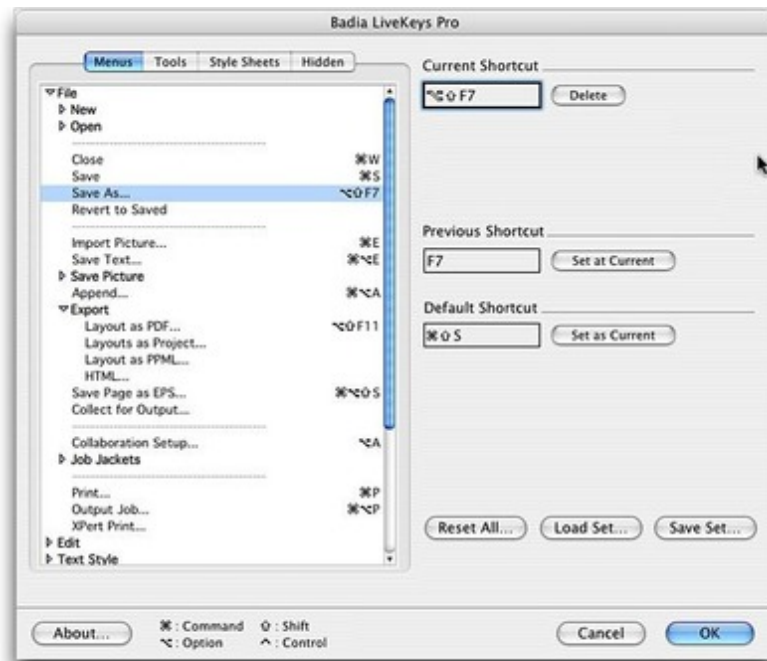 Badia LiveKeys Pro
Menus Tools Style Sheets Hidden
File
New
Open
Close ⌘W
Save ⌘S
Save As... ⌥⇧F7
Revert to Saved
Import Picture... ⌘E
Save Text... ⌘⌥E
Save Picture
Append... ⌘⌥A
Export
Layout as PDF... ⌥⇧F11
Layouts as Project...
Layout as PPML...
HTML...
Save Page as EPS... ⌘⌥⇧S
Collect for Output...
Collaboration Setup... ⌥A
Job Jackets
Print... ⌘P
Output Job... ⌘⌥P
XPert Print...
Edit
Text Style
Current Shortcut
⌥⇧F7 Delete
Previous Shortcut
F7 Set at Current
Default Shortcut
⌘⇧S Set as Current
Reset All... Load Set... Save Set...
About...
⌘ : Command ⇧ : Shift
⌥ : Option ^ : Control
Cancel OK